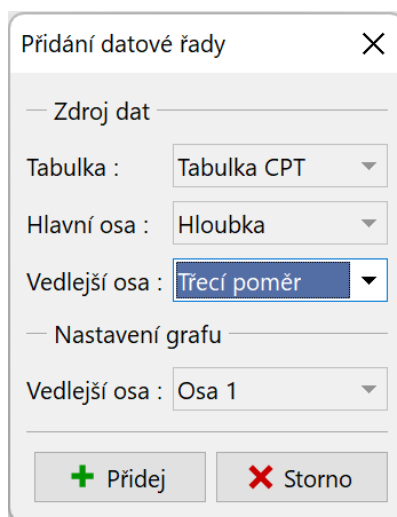 Přidání datové řady
Zdroj dat
Tabulka : Tabulka CPT
Hlavní osa : Hloubka
Vedlejší osa : Třecí poměr
Nastavení grafu
Vedlejší osa : Osa 1
Přidej Storno